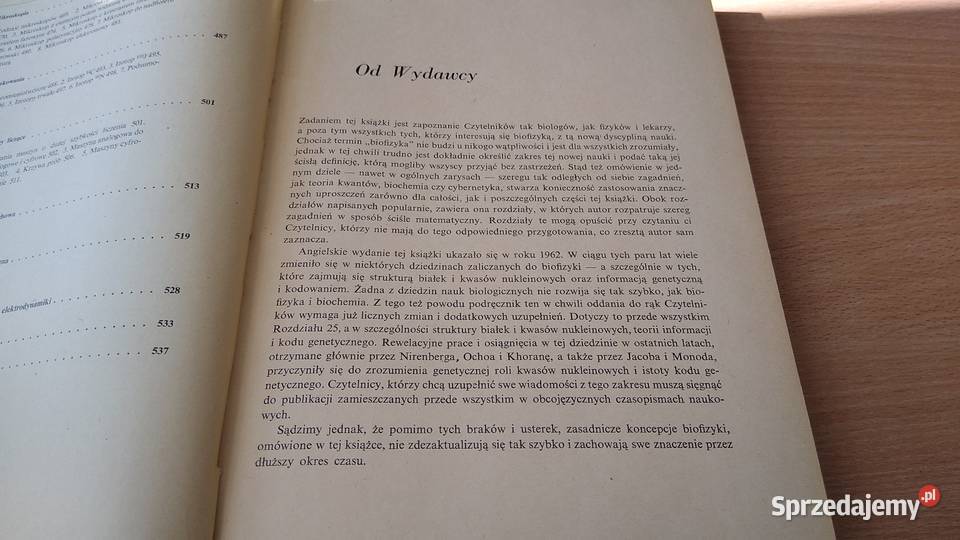 Mikroskopia
487
501
513
519
elektrodynamiki
528
533
537
Od Wydawcy
Zadaniem tej książki jest zapoznanie Czytelników tak biologów, jak fizyków i lekarzy,
a poza tym wszystkich tych, którzy interesują się biofizyką, z tą nową dyscypliną nauki.
Chociaż termin „biofizyka” nie budzi u nikogo wątpliwości i jest dla wszystkich zrozumiały,
jednak w tej chwili trudno jest dokładnie określić zakres tej nowej nauki i podać taką jej
ścisłą definicję, którą mogliby wszyscy przyjąć bez zastrzeżeń. Stąd też omówienie w jed-
nym dziele — nawet w ogólnych zarysach — szeregu tak odległych od siebie zagadnień,
jak teoria kwantów, biochemia czy cybernetyka, stwarza konieczność zastosowania znacz-
nych uproszczeń zarówno dla całości, jak i poszczególnych części tej książki. Obok roz-
działów napisanych popularnie, zawiera ona rozdziały, w których autor rozpatruje szereg
zagadnień w sposób ściśle matematyczny. Rozdziały te mogą opuścić przy czytaniu ci
Czytelnicy, którzy nie mają do tego odpowiedniego przygotowania, co zresztą autor sam
zaznacza.
Angielskie wydanie tej książki ukazało się w roku 1962. W ciągu tych paru lat wiele
zmieniło się w niektórych dziedzinach zaliczanych do biofizyki — a szczególnie w tych,
które zajmują się strukturą białek i kwasów nukleinowych oraz informacją genetyczną
i kodowaniem. Żadna z dziedzin nauk biologicznych nie rozwija się tak szybko, jak bio-
fizyka i biochemia. Z tego też powodu podręcznik ten w chwili oddania do rąk Czytelni-
ków wymaga już licznych zmian i dodatkowych uzupełnień. Dotyczy to przede wszystkim
Rozdziału 25, a w szczególności struktury białek i kwasów nukleinowych, teorii informacji
i kodu genetycznego. Rewelacyjne prace i osiągnięcia w tej dziedzinie w ostatnich latach,
otrzymane głównie przez Nirenberga, Ochoa i Khoranę, a także przez Jacoba i Monoda,
przyczyniły się do zrozumienia genetycznej roli kwasów nukleinowych i istoty kodu ge-
netycznego. Czytelnicy, którzy chcą uzupełnić swe wiadomości z tego zakresu muszą sięgnąć
do publikacji zamieszczanych przede wszystkim w obcojęzycznych czasopismach nauko-
wych.
Sądzimy jednak, że pomimo tych braków i usterek, zasadnicze koncepcje biofizyki,
omówione w tej książce, nie zdezaktualizują się tak szybko i zachowają swe znaczenie przez
dłuższy okres czasu.
Sprzedajemy.pl